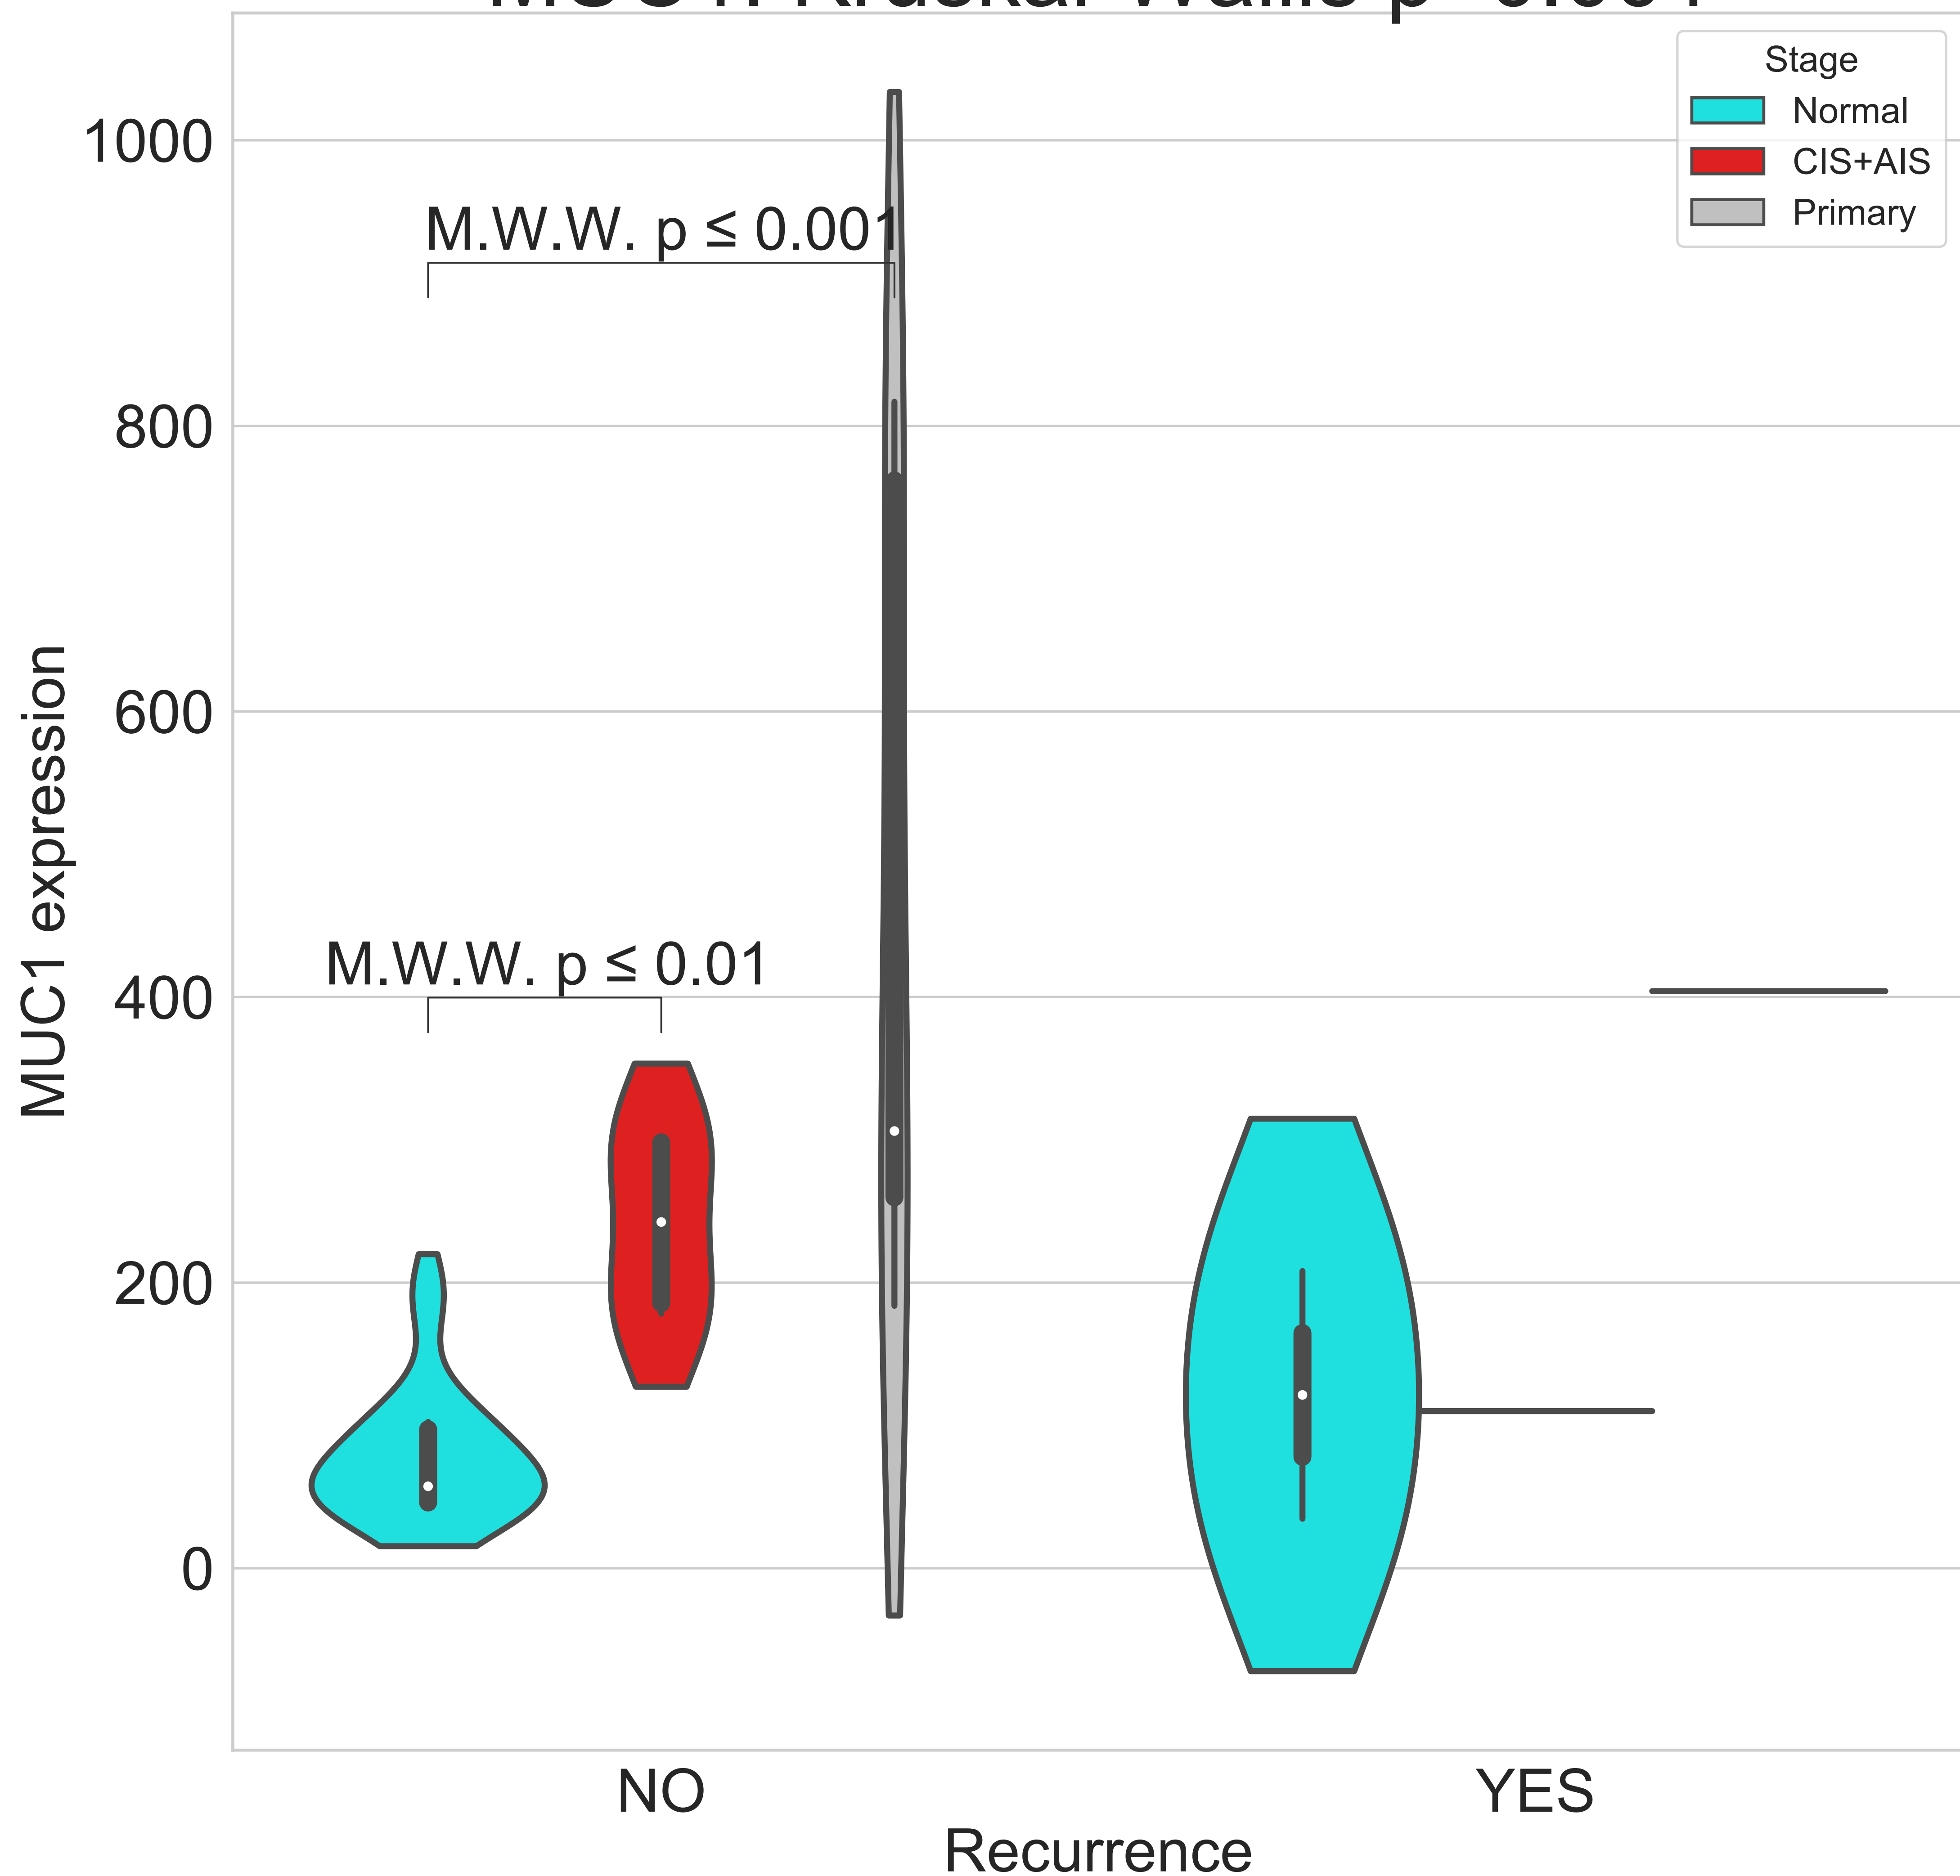 Stage
Normal
CIS+AIS
Primary
1000
800
600
400
200
0
M.W.W. p ≤ 0.001
M.W.W. p ≤ 0.01
MUC1 expression
NO
YES
Recurrence